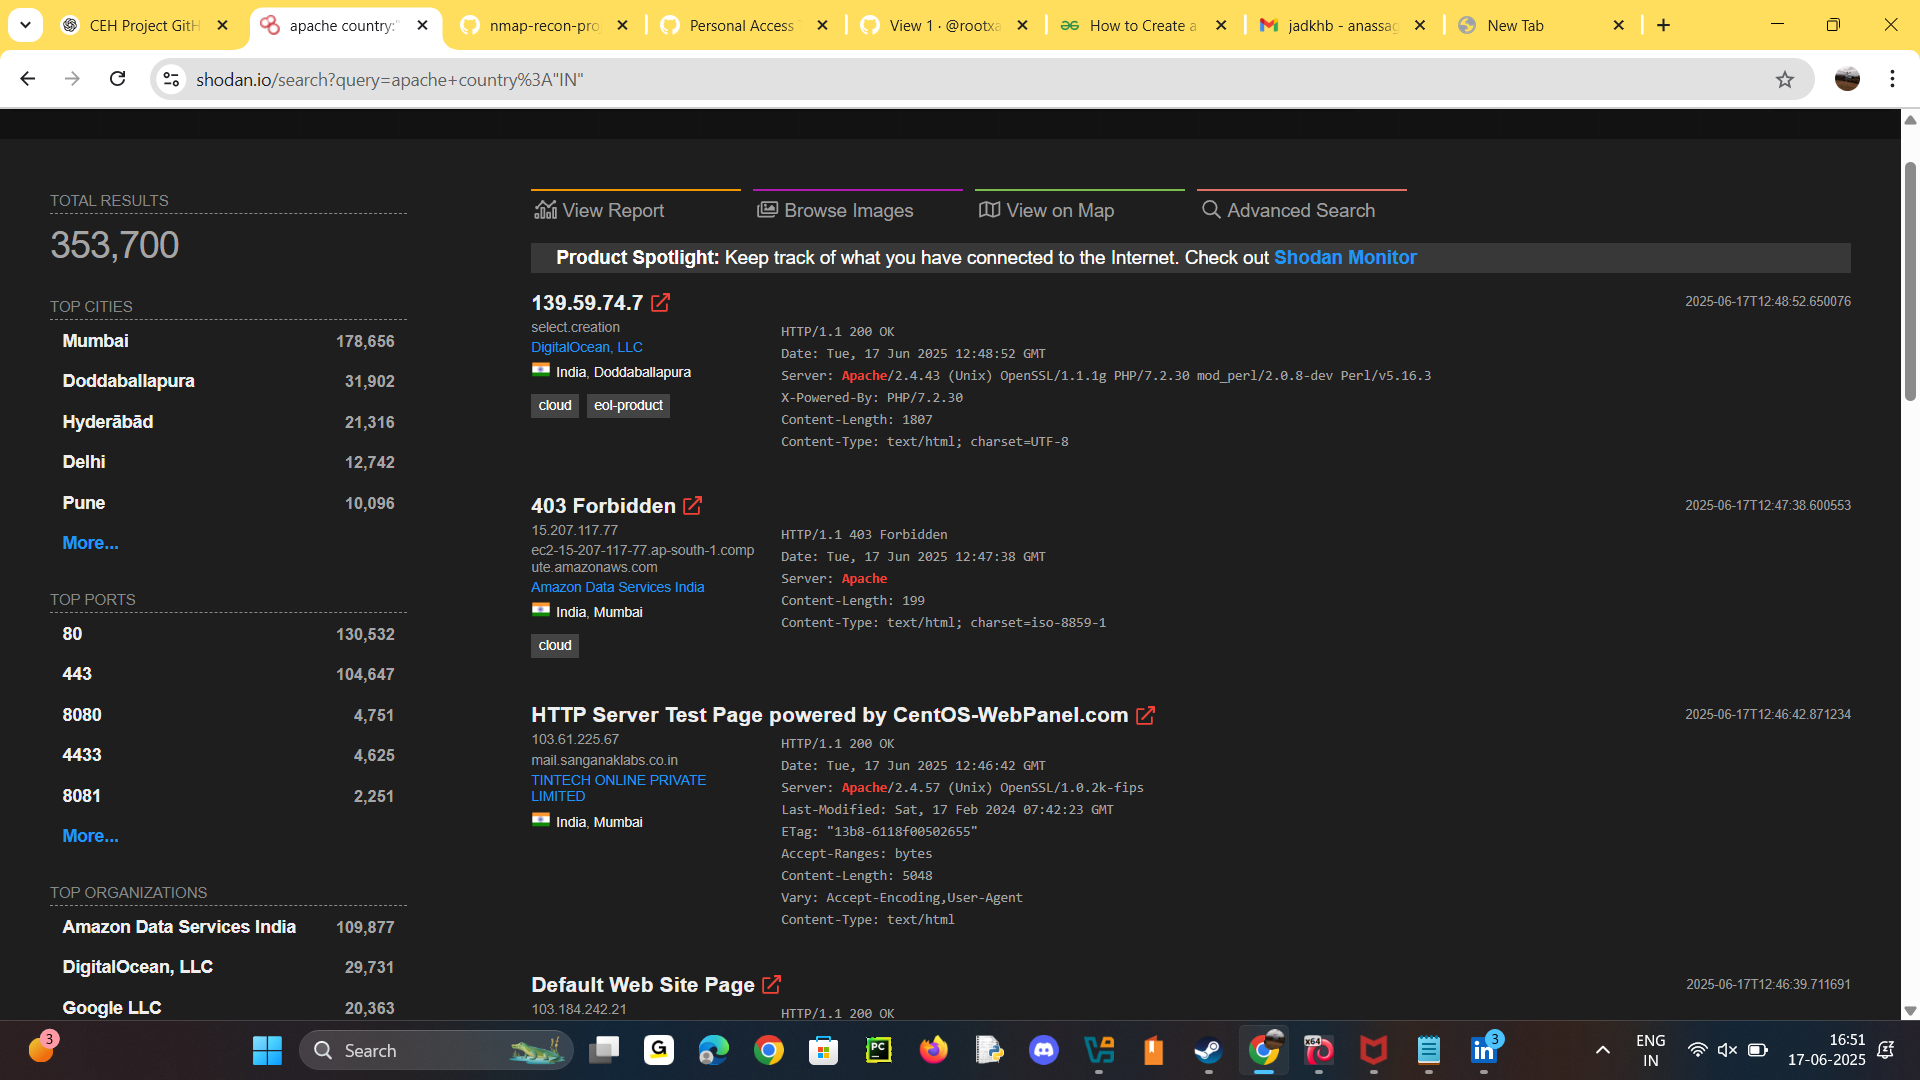 CEH Project GitH
apache country:"
nmap-recon-pro
Personal Access T
View 1 · @rootxa
How to Create a
jadkhb - anassag
New Tab
shodan.io/search?query=apache+country%3A"IN"
TOTAL RESULTS
353,700
TOP CITIES
Mumbai 178,656
Doddaballapura 31,902
Hyderābād 21,316
Delhi 12,742
Pune 10,096
More...
TOP PORTS
80 130,532
443 104,647
8080 4,751
4433 4,625
8081 2,251
More...
TOP ORGANIZATIONS
Amazon Data Services India 109,877
DigitalOcean, LLC 29,731
Google LLC 20,363
View Report
Browse Images
View on Map
Advanced Search
Product Spotlight: Keep track of what you have connected to the Internet. Check out Shodan Monitor
139.59.74.7
2025-06-17T12:48:52.650076
select.creation
DigitalOcean, LLC
India, Doddaballapura
cloud
eol-product
HTTP/1.1 200 OK
Date: Tue, 17 Jun 2025 12:48:52 GMT
Server: Apache/2.4.43 (Unix) OpenSSL/1.1.1g PHP/7.2.30 mod_perl/2.0.8-dev Perl/v5.16.3
X-Powered-By: PHP/7.2.30
Content-Length: 1807
Content-Type: text/html; charset=UTF-8
403 Forbidden
2025-06-17T12:47:38.600553
15.207.117.77
ec2-15-207-117-77.ap-south-1.comp
ute.amazonaws.com
Amazon Data Services India
India, Mumbai
cloud
HTTP/1.1 403 Forbidden
Date: Tue, 17 Jun 2025 12:47:38 GMT
Server: Apache
Content-Length: 199
Content-Type: text/html; charset=iso-8859-1
HTTP Server Test Page powered by CentOS-WebPanel.com
2025-06-17T12:46:42.871234
103.61.225.67
mail.sanganaklabs.co.in
TINTECH ONLINE PRIVATE
LIMITED
India, Mumbai
HTTP/1.1 200 OK
Date: Tue, 17 Jun 2025 12:46:42 GMT
Server: Apache/2.4.57 (Unix) OpenSSL/1.0.2k-fips
Last-Modified: Sat, 17 Feb 2024 07:42:23 GMT
ETag: "13b8-6118f00502655"
Accept-Ranges: bytes
Content-Length: 5048
Vary: Accept-Encoding,User-Agent
Content-Type: text/html
Default Web Site Page
2025-06-17T12:46:39.711691
103.184.242.21
HTTP/1.1 200 OK
3
Search
G
PC
x64
in
3
ENG
IN
16:51
17-06-2025